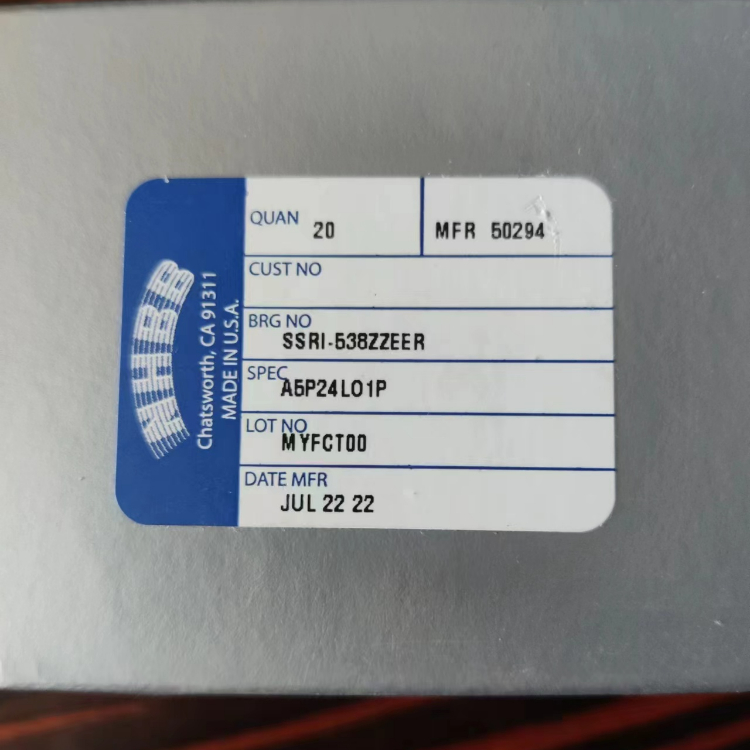 NHBB
Chatsworth, CA 91311
MADE IN U.S.A.
QUAN 20
MFR 50294
CUST NO
BRG NO
SSRI-538ZZEER
SPEC
A5P24L01P
LOT NO
MYFCT00
DATE MFR
JUL 22 22